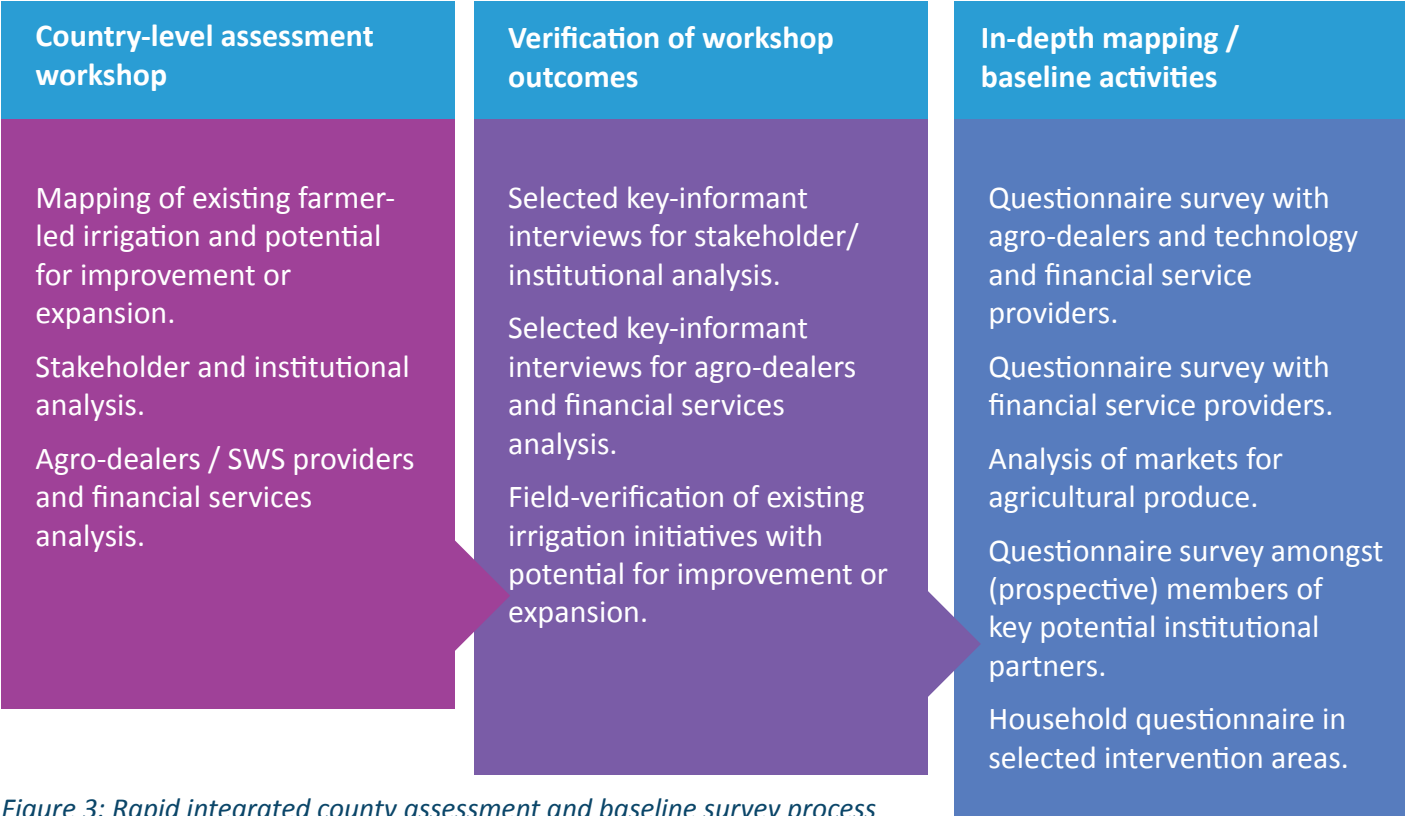 Country-level assessment
workshop
Mapping of existing farmer-
led irrigation and potential
for improvement or
expansion.
Stakeholder and institutional
analysis.
Agro-dealers / SWS providers
and financial services
analysis.
Verification of workshop
outcomes
Selected key-informant
interviews for stakeholder/
institutional analysis.
Selected key-informant
interviews for agro-dealers
and financial services
analysis.
Field-verification of existing
irrigation initiatives with
potential for improvement or
expansion.
In-depth mapping /
baseline activities
Questionnaire survey with
agro-dealers and technology
and financial service
providers.
Questionnaire survey with
financial service providers.
Analysis of markets for
agricultural produce.
Questionnaire survey amongst
(prospective) members of
key potential institutional
partners.
Household questionnaire in
selected intervention areas.
Figure 3: Rapid integrated county assessment and baseline survey process